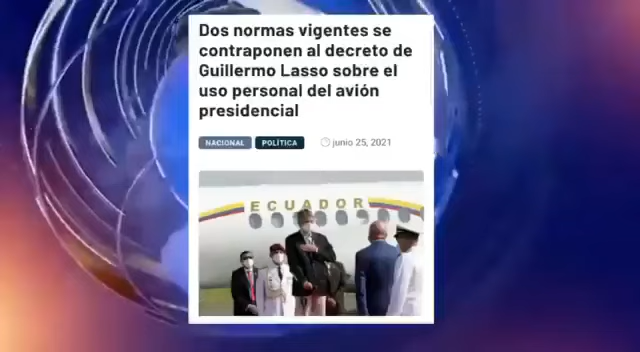 Dos normas vigentes se
contraponen al decreto de
Guillermo Lasso sobre el
uso personal del avión
presidencial
NACIONAL POLÍTICA junio 25, 2021
ECUADOR